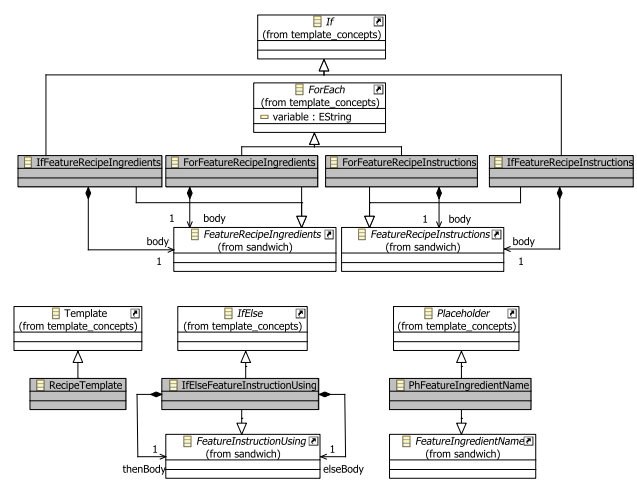 If
(from template_concepts)
ForEach
(from template_concepts)
variable : EString
IfFeatureRecipeIngredients
ForFeatureRecipeIngredients
ForFeatureRecipeInstructions
IfFeatureRecipeInstructions
1 body
1 body
FeatureRecipeIngredients
(from sandwich)
FeatureRecipeInstructions
(from sandwich)
body
body
1
1
Template
(from template_concepts)
IfElse
(from template_concepts)
Placeholder
(from template_concepts)
RecipeTemplate
IfElseFeatureInstructionUsing
PhFeatureIngredientName
FeatureInstructionUsing
(from sandwich)
FeatureIngredientName
(from sandwich)
1
1
thenBody
elseBody